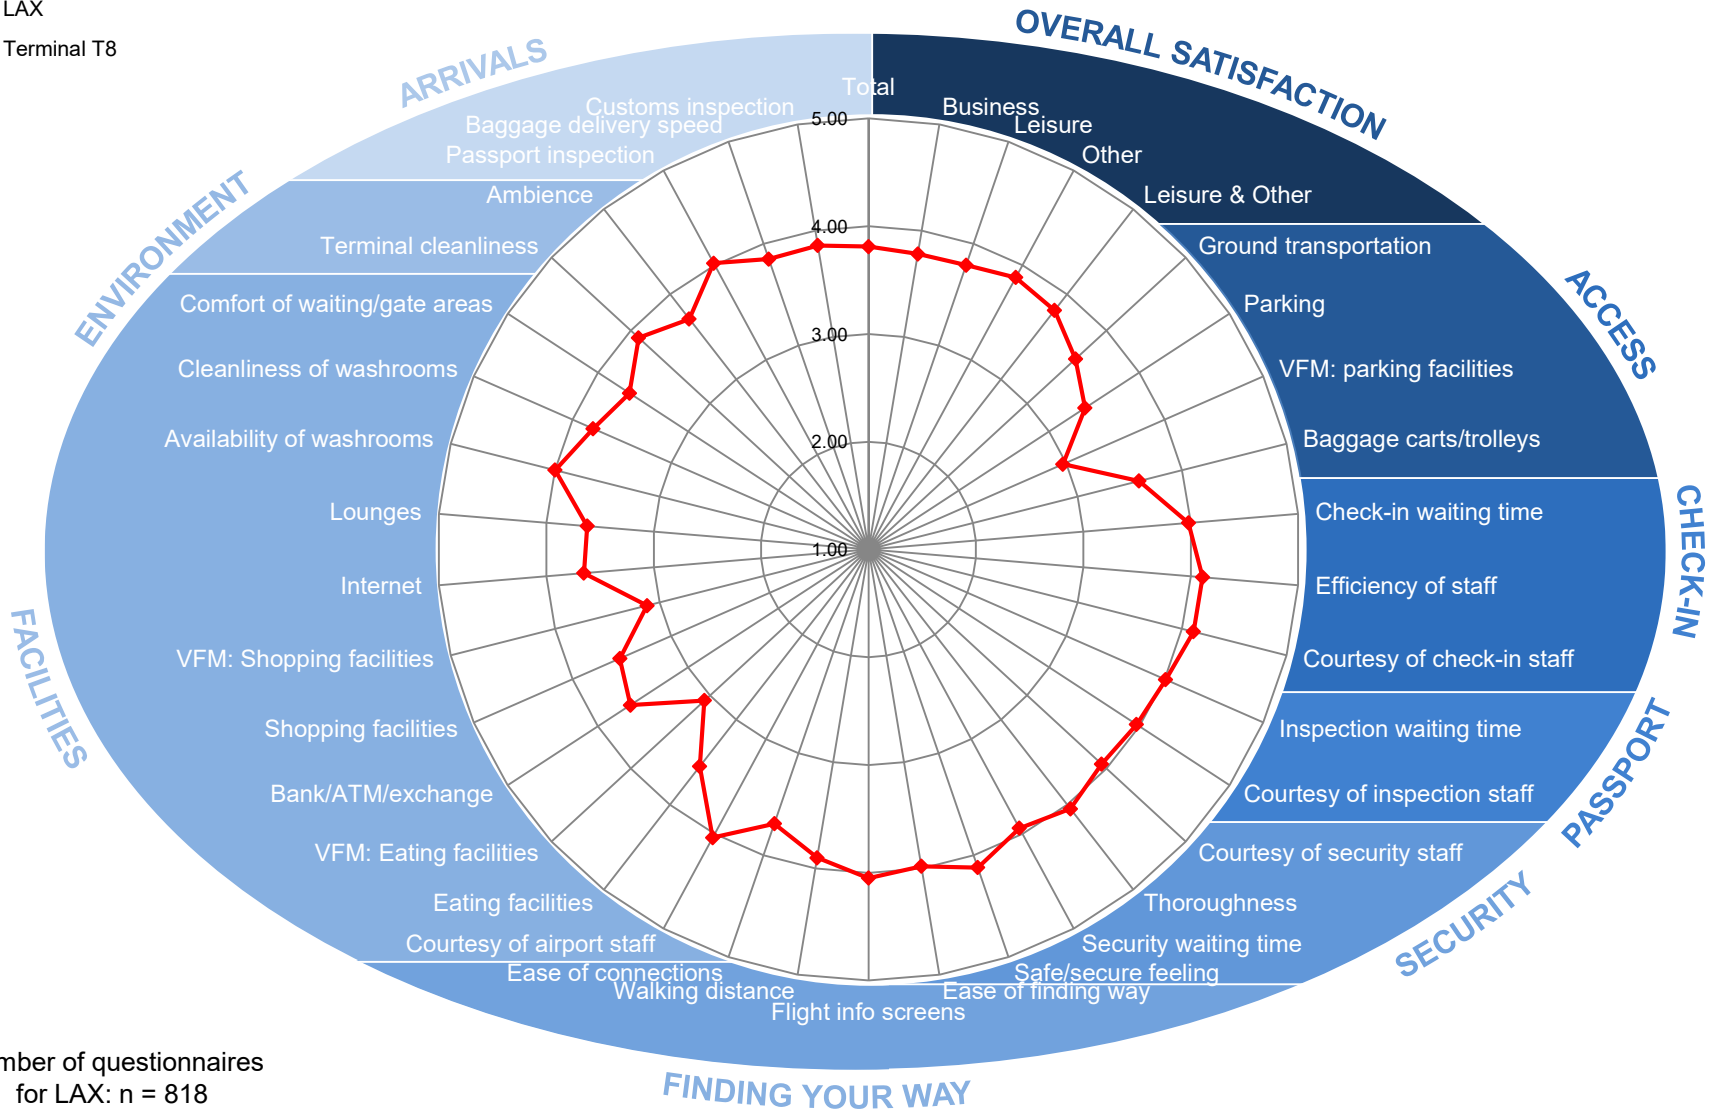 LAX
Terminal T8
OVERALL SATISFACTION
Total
Business
Leisure
Other
Leisure & Other
ACCESS
Ground transportation
Parking
VFM: parking facilities
Baggage carts/trolleys
CHECK-IN
Check-in waiting time
Efficiency of staff
Courtesy of check-in staff
PASSPORT
Inspection waiting time
Courtesy of inspection staff
SECURITY
Courtesy of security staff
Thoroughness
Security waiting time
Safe/secure feeling
FINDING YOUR WAY
Ease of finding way
Flight info screens
Walking distance
Ease of connections
FACILITIES
Courtesy of airport staff
Eating facilities
VFM: Eating facilities
Bank/ATM/exchange
Shopping facilities
VFM: Shopping facilities
Internet
Lounges
Availability of washrooms
Cleanliness of washrooms
Comfort of waiting/gate areas
ENVIRONMENT
Terminal cleanliness
Ambience
ARRIVALS
Passport inspection
Baggage delivery speed
Customs inspection
5.00
4.00
3.00
2.00
1.00
mber of questionnaires
for LAX: n = 818